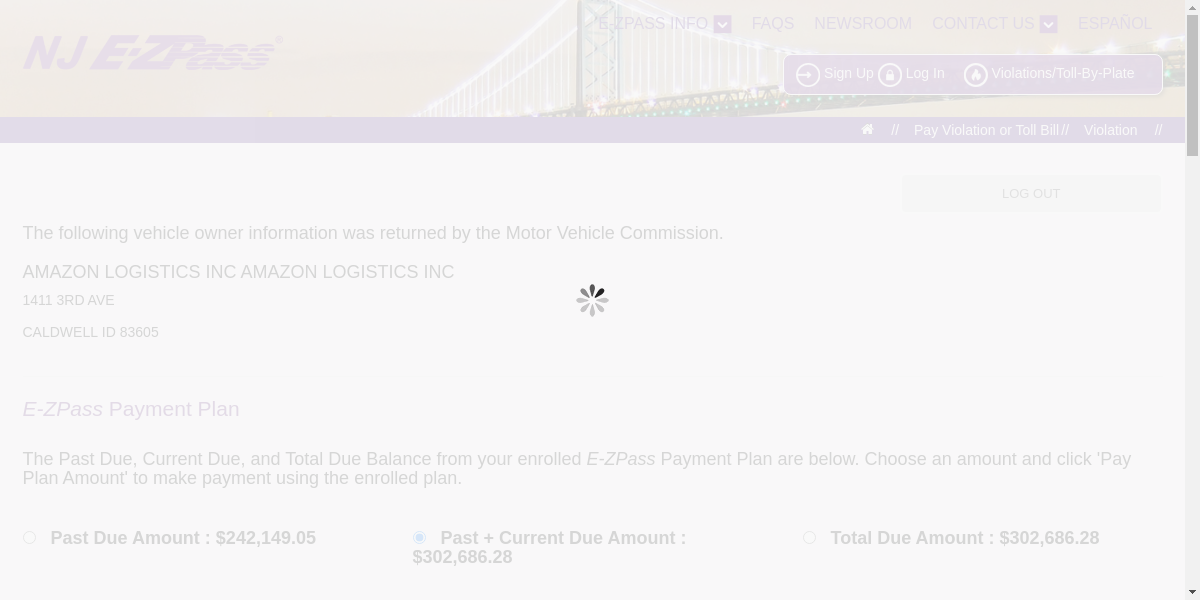 E-ZPASS INFO FAQS NEWSROOM CONTACT US ESPAÑOL
NJ E-ZPass®
Sign Up Log In Violations/Toll-By-Plate
// Pay Violation or Toll Bill // Violation //
LOG OUT
The following vehicle owner information was returned by the Motor Vehicle Commission.
AMAZON LOGISTICS INC AMAZON LOGISTICS INC
1411 3RD AVE
CALDWELL ID 83605
E-ZPass Payment Plan
The Past Due, Current Due, and Total Due Balance from your enrolled E-ZPass Payment Plan are below. Choose an amount and click 'Pay
Plan Amount' to make payment using the enrolled plan.
Past Due Amount : $242,149.05
Past + Current Due Amount :
$302,686.28
Total Due Amount : $302,686.28